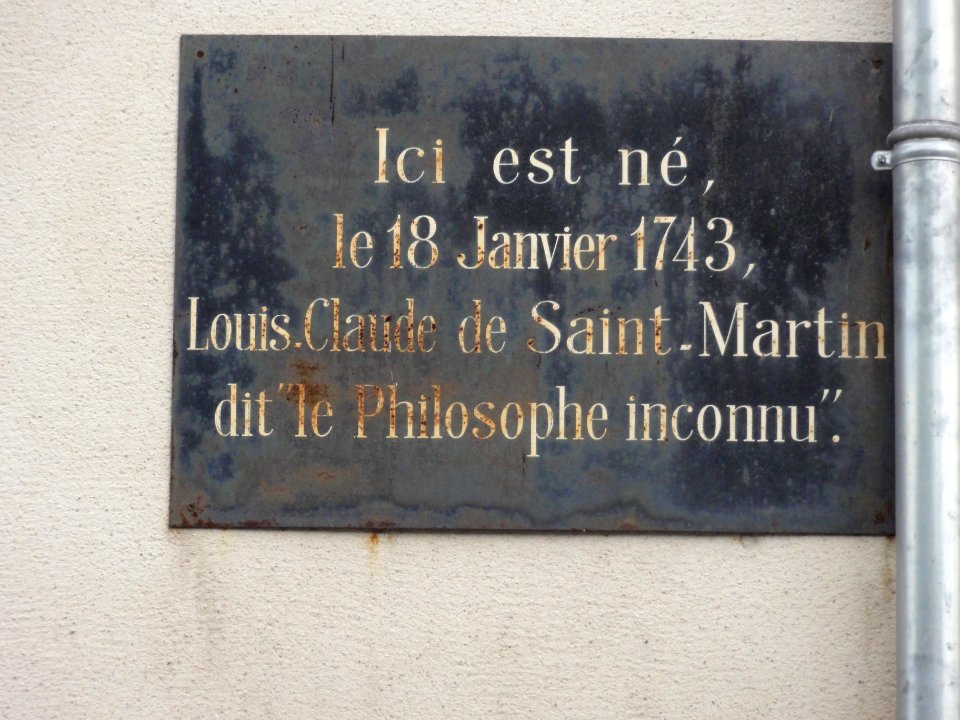 Ici est né,
le 18 Janvier 1743,
Louis-Claude de Saint-Martin
dit "le Philosophe inconnu".